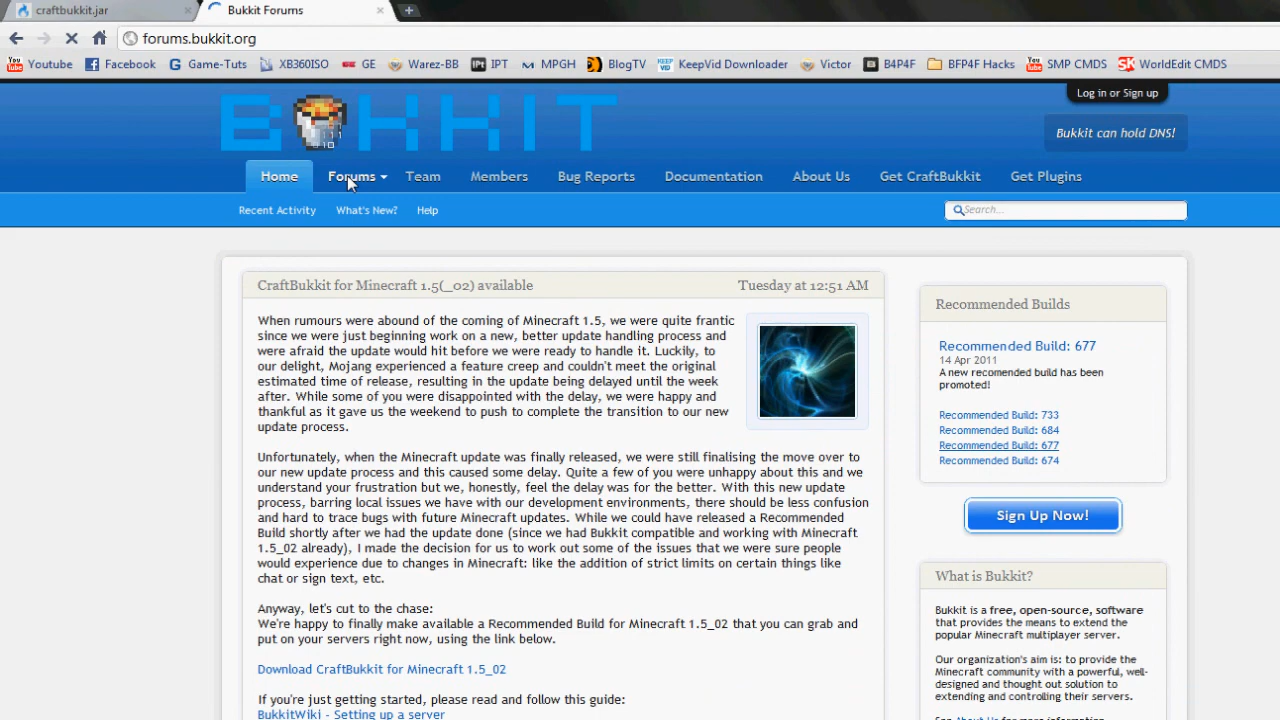 craftbukkit.jar × Bukkit Forums × +
forums.bukkit.org
Youtube Facebook G Game-Tuts XB360ISO GE Warez-BB IPT MPGH BlogTV KeepVid Downloader Victor B4P4F BFP4F Hacks SMP CMDS SK WorldEdit CMDS
Log in or Sign up
BUKKIT
Bukkit can hold DNS!
Home Forums Team Members Bug Reports Documentation About Us Get CraftBukkit Get Plugins
Recent Activity What's New? Help Search...
CraftBukkit for Minecraft 1.5(_02) available Tuesday at 12:51 AM
When rumours were abound of the coming of Minecraft 1.5, we were quite frantic
since we were just beginning work on a new, better update handling process and
were afraid the update would hit before we were ready to handle it. Luckily, to
our delight, Mojang experienced a feature creep and couldn't meet the original
estimated time of release, resulting in the update being delayed until the week
after. While some of you were disappointed with the delay, we were happy and
thankful as it gave us the weekend to push to complete the transition to our new
update process.
Unfortunately, when the Minecraft update was finally released, we were still finalising the move over to
our new update process and this caused some delay. Quite a few of you were unhappy about this and we
understand your frustration but we, honestly, feel the delay was for the better. With this new update
process, barring local issues we have with our development environments, there should be less confusion
and hard to trace bugs with future Minecraft updates. While we could have released a Recommended
Build shortly after we had the update done (since we had Bukkit compatible and working with Minecraft
1.5_02 already), I made the decision for us to work out some of the issues that we were sure people
would experience due to changes in Minecraft: like the addition of strict limits on certain things like
chat or sign text, etc.
Anyway, let's cut to the chase:
We're happy to finally make available a Recommended Build for Minecraft 1.5_02 that you can grab and
put on your servers right now, using the link below.
Download CraftBukkit for Minecraft 1.5_02
If you're just getting started, please read and follow this guide:
BukkitWiki - Setting up a server
Recommended Builds
Recommended Build: 677
14 Apr 2011
A new recomended build has been
promoted!
Recommended Build: 733
Recommended Build: 684
Recommended Build: 677
Recommended Build: 674
Sign Up Now!
What is Bukkit?
Bukkit is a free, open-source, software
that provides the means to extend the
popular Minecraft multiplayer server.
Our organization's aim is: to provide the
Minecraft community with a powerful, well-
designed and thought out solution to
extending and controlling their servers.
See About Us for more information